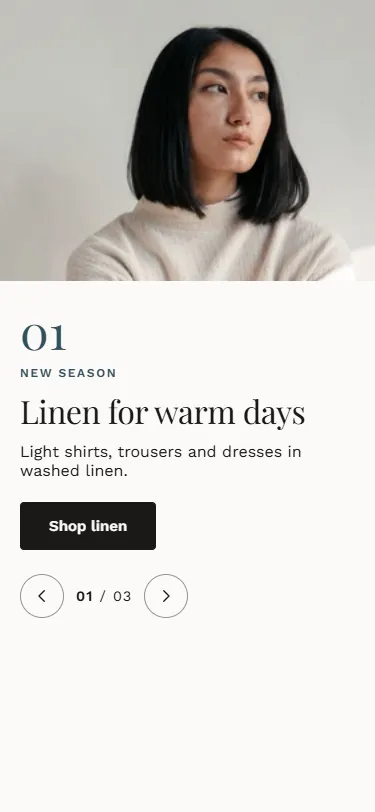 01
NEW SEASON
Linen for warm days
Light shirts, trousers and dresses in
washed linen.
Shop linen
01 / 03